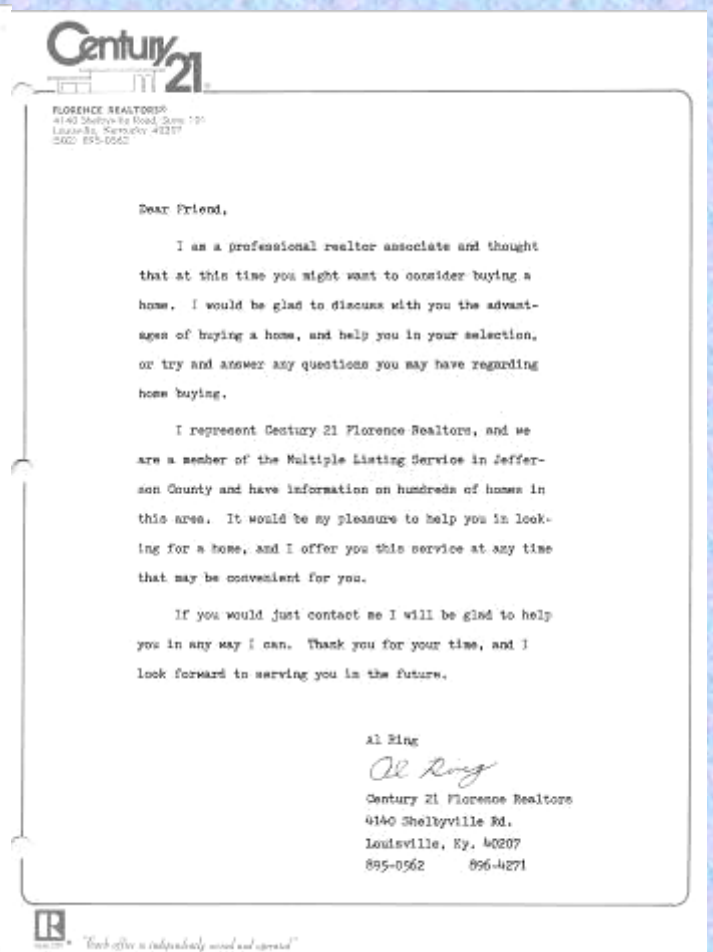 Century 21
FLORENCE REALTORS®
4140 Shelbyville Road, Suite 101
Louisville, Kentucky 40207
(502) 895-0562
Dear Friend,
I am a professional realtor associate and thought
that at this time you might want to consider buying a
home. I would be glad to discuss with you the advant-
ages of buying a home, and help you in your selection,
or try and answer any questions you may have regarding
home buying.
I represent Century 21 Florence Realtors, and we
are a member of the Multiple Listing Service in Jeffer-
son County and have information on hundreds of homes in
this area. It would be my pleasure to help you in look-
ing for a home, and I offer you this service at any time
that may be convenient for you.
If you would just contact me I will be glad to help
you in any way I can. Thank you for your time, and I
look forward to serving you in the future.
Al Ring
Al Ring
Century 21 Florence Realtors
4140 Shelbyville Rd.
Louisville, Ky. 40207
895-0562 896-4271
R
"Each office is independently owned and operated"